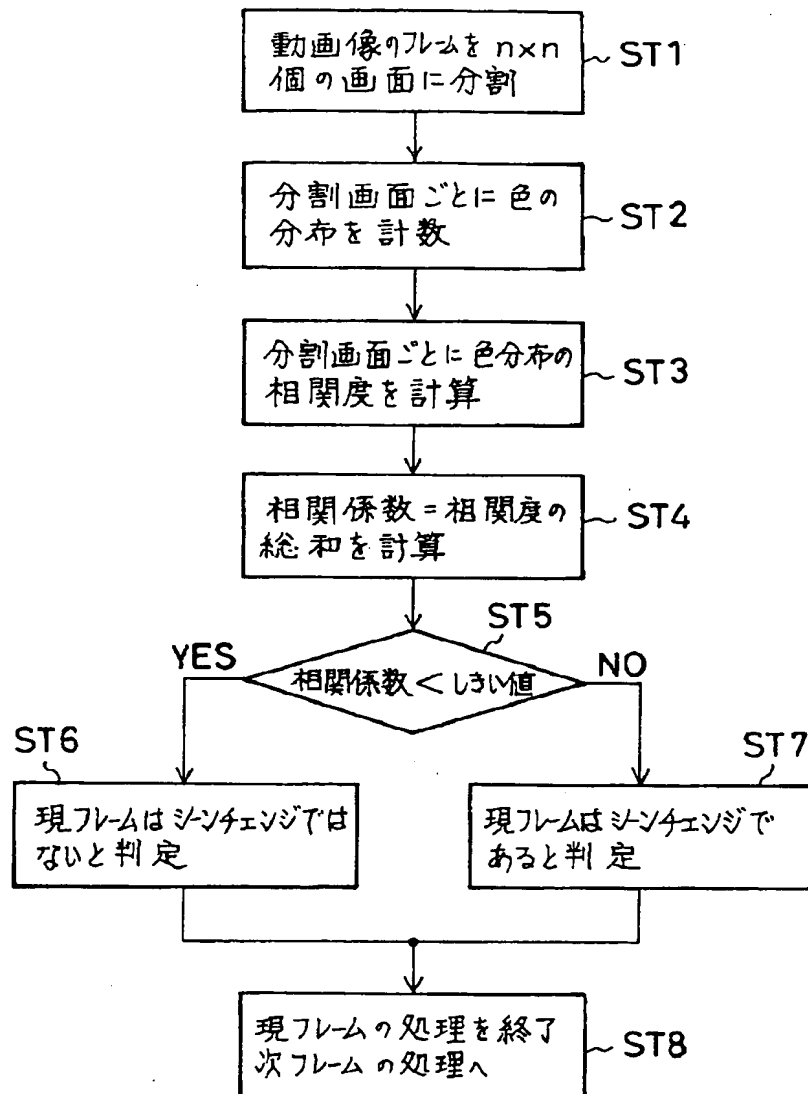 動画像のフレームをn×n
個の画面に分割
ST1
分割画面ごとに色の
分布を計数
ST2
分割画面ごとに色分布の
相関度を計算
ST3
相関係数=相関度の
総和を計算
ST4
ST5
YES
相関係数<しきい値
NO
ST6
ST7
現フレームはシーンチェンジでは
ないと判定
現フレームはシーンチェンジで
あると判定
現フレームの処理を終了
次フレームの処理へ
ST8